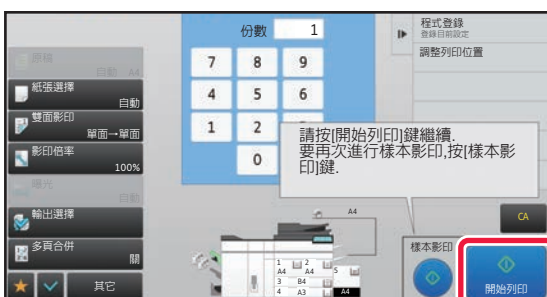 份數 1
程式登錄
登錄目前設定
調整列印位置
原稿
自動 A4
紙張選擇
自動
雙面影印
單面→單面
影印倍率
100%
曝光
自動
輸出選擇
多頁合併
關
其它
7 8 9
4 5 6
1 2
0
請按[開始列印]鍵繼續.
要再次進行樣本影印,按[樣本影
印]鍵.
A4
1 A4
2 A4
3 B4
4 A3
5 A4
CA
樣本影印
開始列印